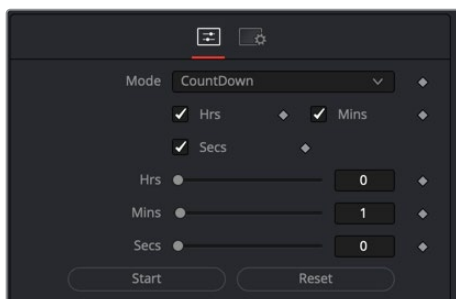 Mode CountDown
Hrs Mins
Secs
Hrs 0
Mins 1
Secs 0
Start Reset